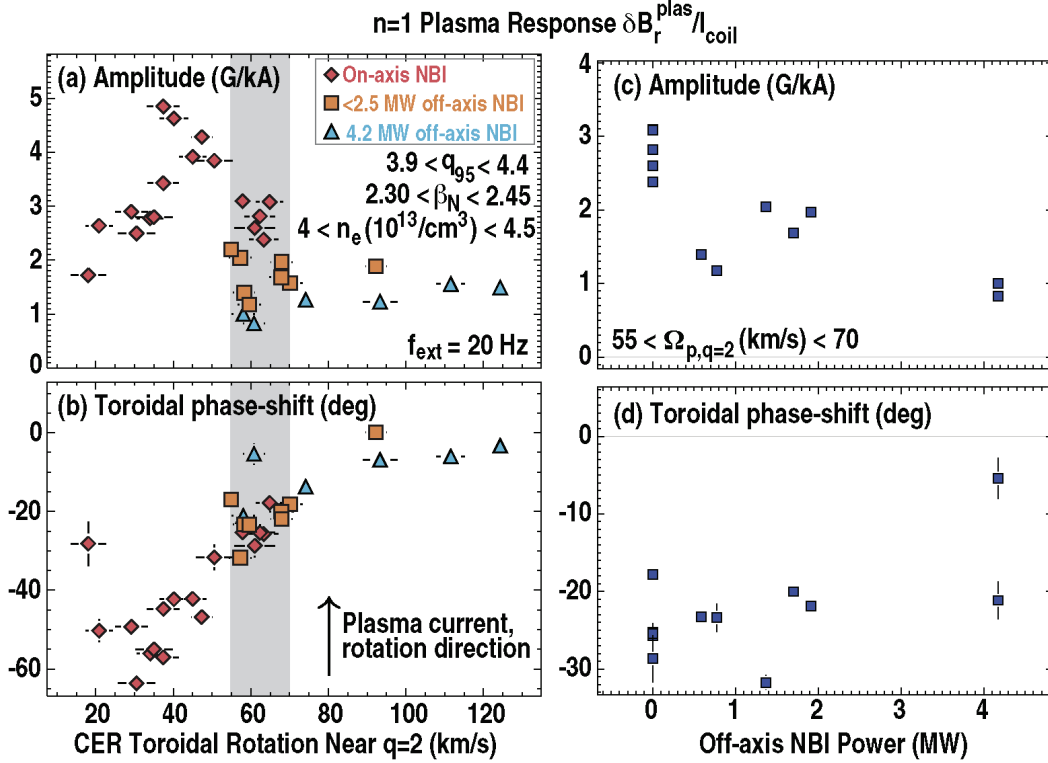 n=1 Plasma Response δB_r^plas/I_coil
(a) Amplitude (G/kA)
On-axis NBI
<2.5 MW off-axis NBI
4.2 MW off-axis NBI
3.9 < q_95 < 4.4
2.30 < β_N < 2.45
4 < n_e (10^13/cm^3) < 4.5
f_ext = 20 Hz
5
4
3
2
1
0
(b) Toroidal phase-shift (deg)
Plasma current,
rotation direction
0
-20
-40
-60
20 40 60 80 100 120
CER Toroidal Rotation Near q=2 (km/s)
(c) Amplitude (G/kA)
55 < Ω_p,q=2 (km/s) < 70
4
3
2
1
0
(d) Toroidal phase-shift (deg)
0
-10
-20
-30
0 1 2 3 4
Off-axis NBI Power (MW)